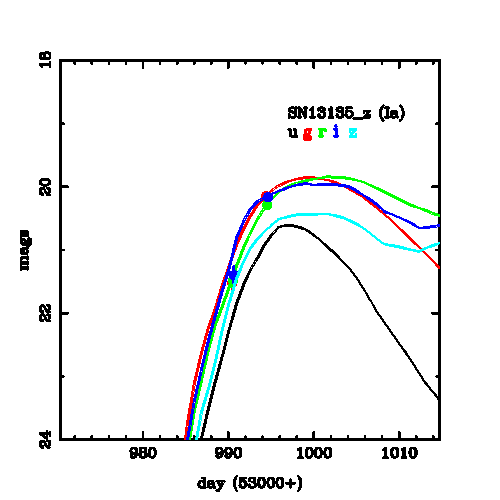 18
SN13135_z (Ia)
u g r i z
20
mags
22
24
980 990 1000 1010
day (53000+)